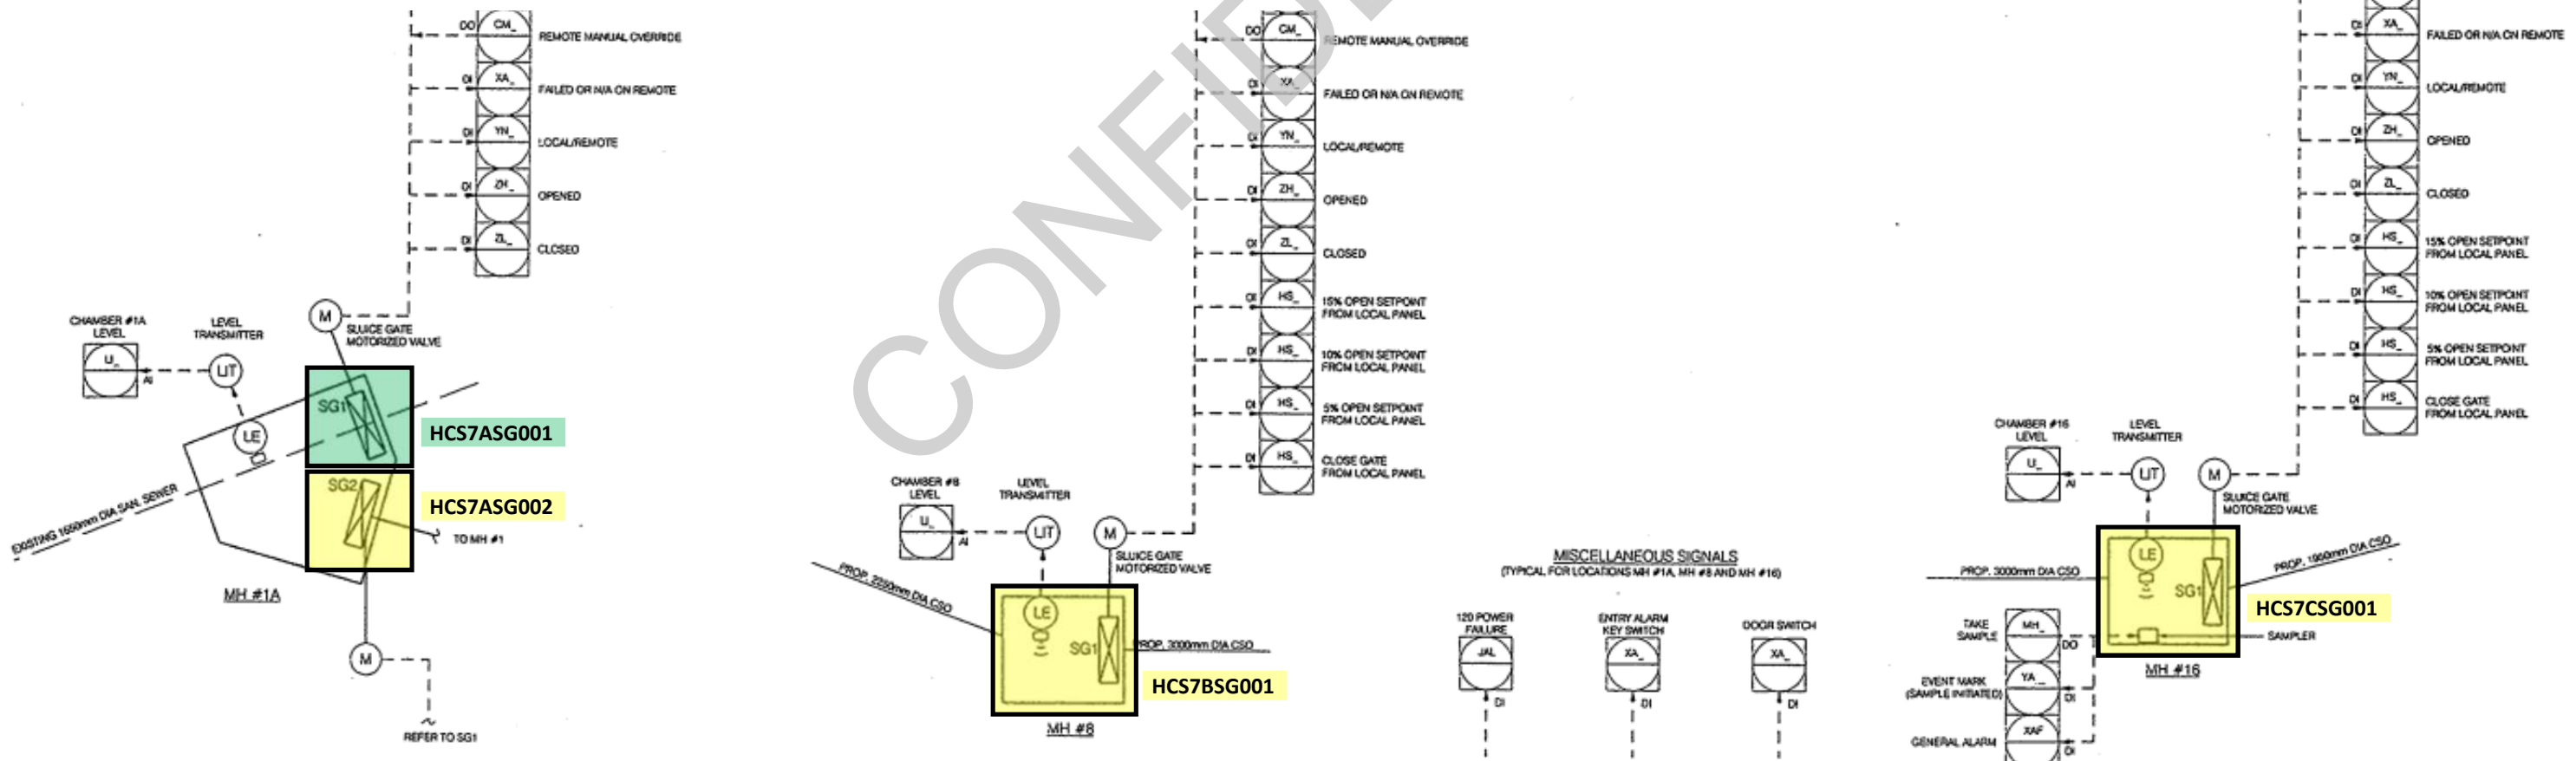 DO
CM_
REMOTE MANUAL OVERRIDE
DI
XA_
FAILED OR N/A ON REMOTE
DI
YN_
LOCAL/REMOTE
DI
ZH_
OPENED
DI
ZL_
CLOSED
CHAMBER #1A
LEVEL
LI_
AI
LEVEL
TRANSMITTER
LIT
M
SLUICE GATE
MOTORIZED VALVE
LE
SG1
HCS7ASG001
SG2
HCS7ASG002
EXISTING 1650mm DIA SAN. SEWER
TO MH #1
MH #1A
M
REFER TO SG1
CONFIDE
DO
CM_
REMOTE MANUAL OVERRIDE
DI
XA_
FAILED OR N/A ON REMOTE
DI
YN_
LOCAL/REMOTE
DI
ZH_
OPENED
DI
ZL_
CLOSED
DI
HS_
15% OPEN SETPOINT
FROM LOCAL PANEL
DI
HS_
10% OPEN SETPOINT
FROM LOCAL PANEL
DI
HS_
5% OPEN SETPOINT
FROM LOCAL PANEL
DI
HS_
CLOSE GATE
FROM LOCAL PANEL
CHAMBER #8
LEVEL
LI_
AI
LEVEL
TRANSMITTER
LIT
M
SLUICE GATE
MOTORIZED VALVE
PROP. 2250mm DIA CSO
LE
SG1
PROP. 3000mm DIA CSO
HCS7BSG001
MH #8
MISCELLANEOUS SIGNALS
(TYPICAL FOR LOCATIONS MH #1A, MH #8 AND MH #16)
120 POWER
FAILURE
JAL
DI
ENTRY ALARM
KEY SWITCH
XA_
DI
DOOR SWITCH
XA_
DI
DI
XA_
FAILED OR N/A ON REMOTE
DI
YN_
LOCAL/REMOTE
DI
ZH_
OPENED
DI
ZL_
CLOSED
DI
HS_
15% OPEN SETPOINT
FROM LOCAL PANEL
DI
HS_
10% OPEN SETPOINT
FROM LOCAL PANEL
DI
HS_
5% OPEN SETPOINT
FROM LOCAL PANEL
DI
HS_
CLOSE GATE
FROM LOCAL PANEL
CHAMBER #16
LEVEL
LI_
AI
LEVEL
TRANSMITTER
LIT
M
SLUICE GATE
MOTORIZED VALVE
PROP. 3000mm DIA CSO
LE
SG1
PROP. 1950mm DIA CSO
HCS7CSG001
TAKE
SAMPLE
MH_
DO
SAMPLER
MH #16
EVENT MARK
(SAMPLE INITIATED)
YA_
DI
GENERAL ALARM
XAF
DI